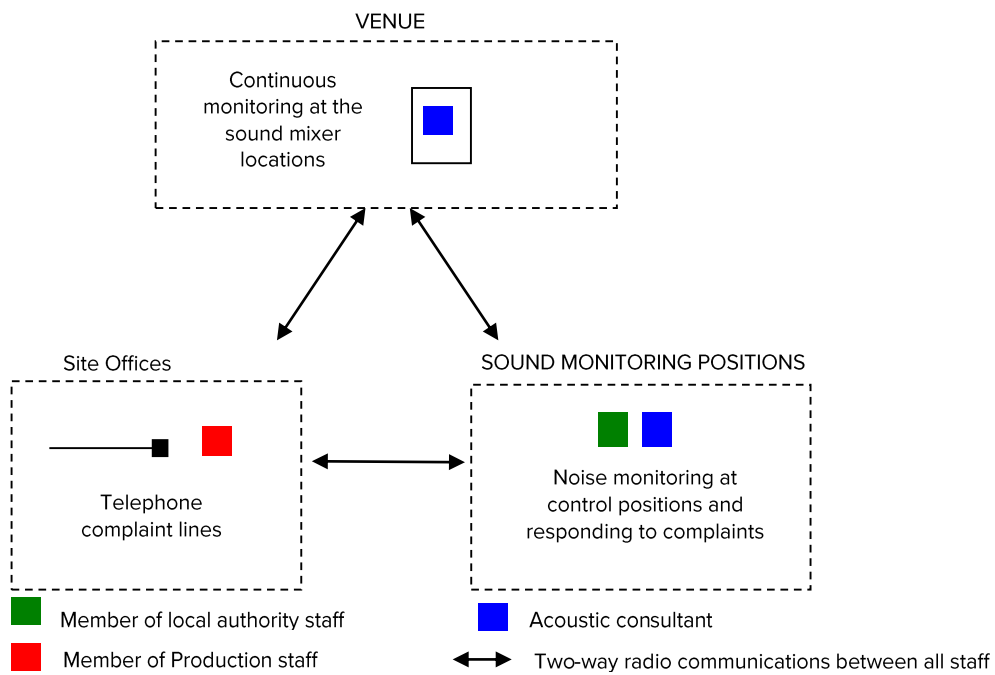 VENUE
Continuous
monitoring at the
sound mixer
locations
Site Offices
SOUND MONITORING POSITIONS
Telephone
complaint lines
Noise monitoring at
control positions and
responding to complaints
Member of local authority staff
Acoustic consultant
Member of Production staff
Two-way radio communications between all staff